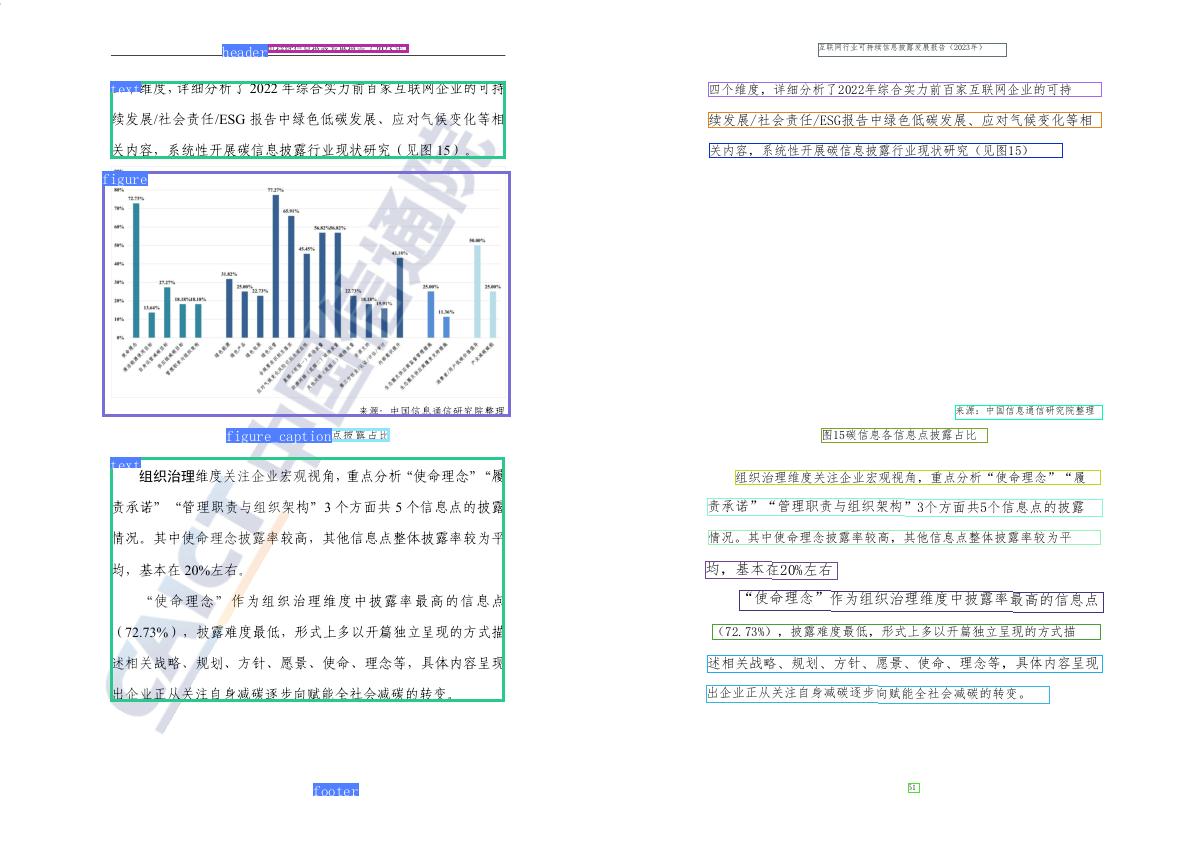 header
text
维度，详细分析了 2022 年综合实力前百家互联网企业的可持
续发展/社会责任/ESG 报告中绿色低碳发展、应对气候变化等相
关内容，系统性开展碳信息披露行业现状研究（见图 15）。
figure
80%
70%
60%
50%
40%
30%
20%
10%
0%
72.73%
13.64%
27.27%
18.18%
18.18%
31.82%
25.00%
22.73%
77.27%
65.91%
45.45%
56.82%
56.82%
22.73%
18.18%
15.91%
43.18%
25.00%
11.36%
50.00%
25.00%
来源：中国信息通信研究院整理
figure caption
点披露占比
text
组织治理维度关注企业宏观视角，重点分析“使命理念”“履
责承诺” “管理职责与组织架构”3 个方面共 5 个信息点的披露
情况。其中使命理念披露率较高，其他信息点整体披露率较为平
均，基本在 20%左右。
“使命理念”作为组织治理维度中披露率最高的信息点
（72.73%），披露难度最低，形式上多以开篇独立呈现的方式描
述相关战略、规划、方针、愿景、使命、理念等，具体内容呈现
出企业正从关注自身减碳逐步向赋能全社会减碳的转变。
footer
CAICT 中国信通院
互联网行业可持续信息披露发展报告（2023年）
四个维度，详细分析了2022年综合实力前百家互联网企业的可持
续发展/社会责任/ESG报告中绿色低碳发展、应对气候变化等相
关内容，系统性开展碳信息披露行业现状研究（见图15）
来源：中国信息通信研究院整理
图15碳信息各信息点披露占比
组织治理维度关注企业宏观视角，重点分析“使命理念”“履
责承诺”“管理职责与组织架构”3个方面共5个信息点的披露
情况。其中使命理念披露率较高，其他信息点整体披露率较为平
均，基本在20%左右
“使命理念”作为组织治理维度中披露率最高的信息点
（72.73%），披露难度最低，形式上多以开篇独立呈现的方式描
述相关战略、规划、方针、愿景、使命、理念等，具体内容呈现
出企业正从关注自身减碳逐步向赋能全社会减碳的转变。
51